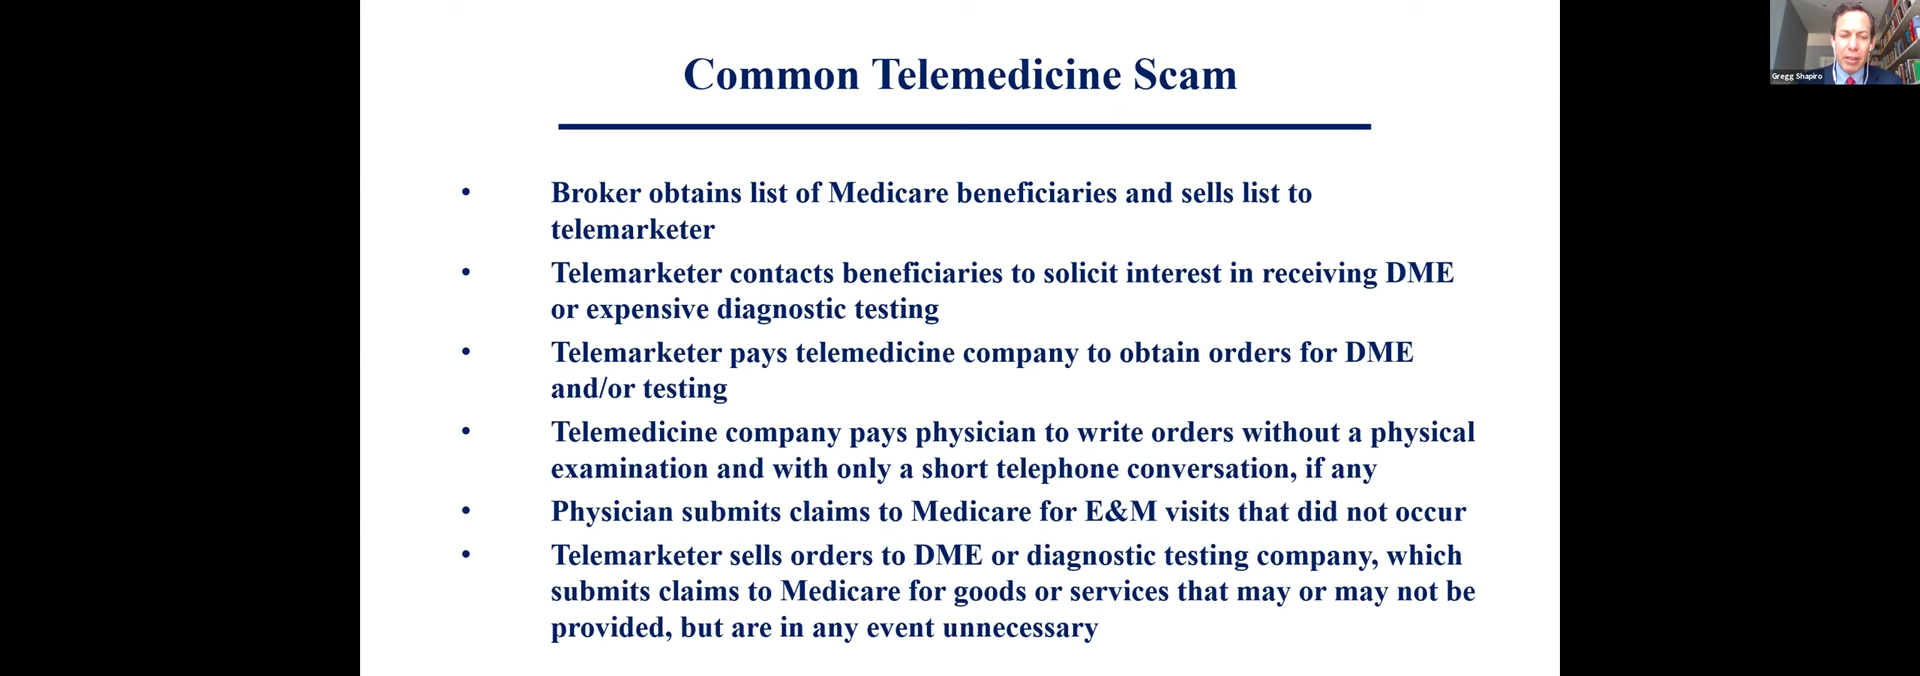 Common Telemedicine Scam
Gregg Shapiro
• Broker obtains list of Medicare beneficiaries and sells list to
telemarketer
• Telemarketer contacts beneficiaries to solicit interest in receiving DME
or expensive diagnostic testing
• Telemarketer pays telemedicine company to obtain orders for DME
and/or testing
• Telemedicine company pays physician to write orders without a physical
examination and with only a short telephone conversation, if any
• Physician submits claims to Medicare for E&M visits that did not occur
• Telemarketer sells orders to DME or diagnostic testing company, which
submits claims to Medicare for goods or services that may or may not be
provided, but are in any event unnecessary